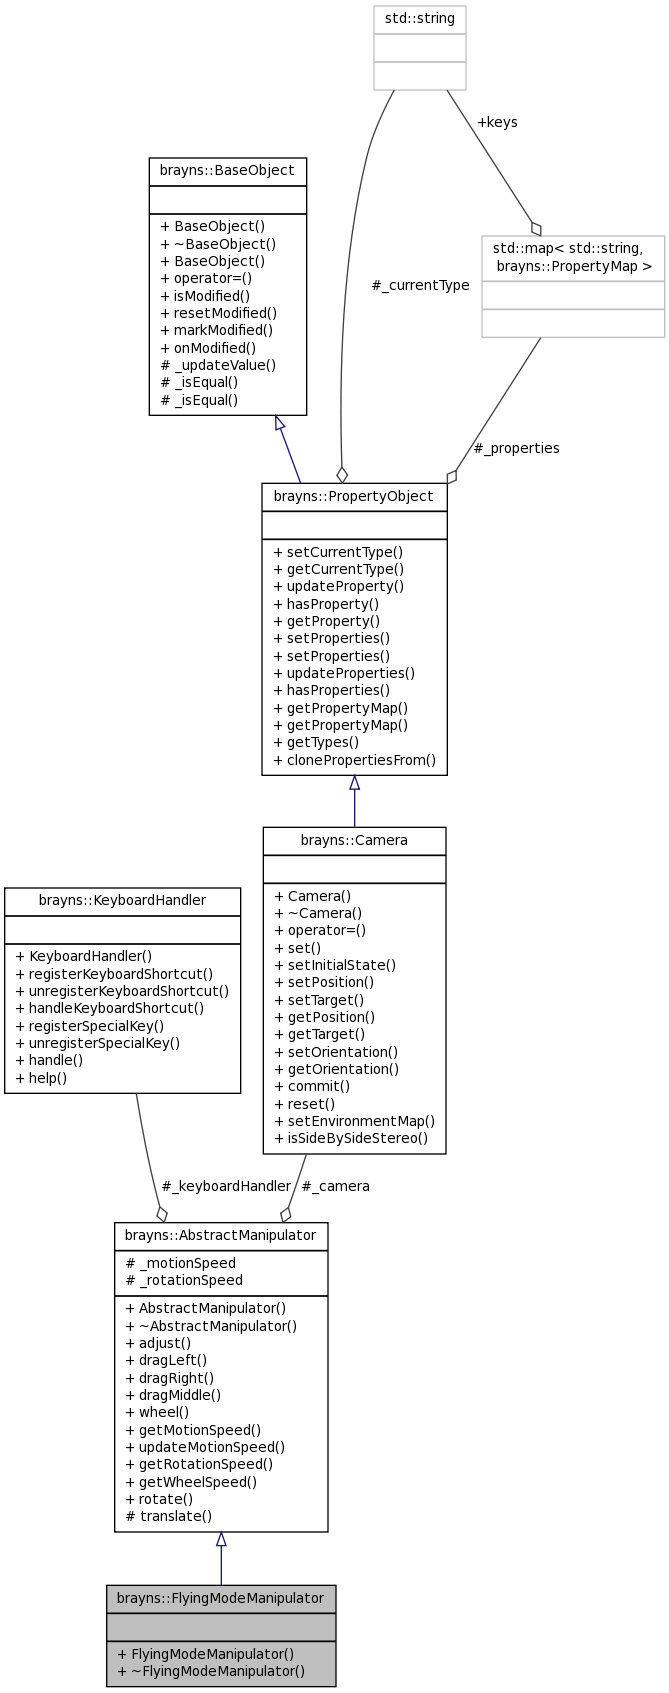 std::string
+keys
brayns::BaseObject
+ BaseObject()
+ ~BaseObject()
+ BaseObject()
+ operator=()
+ isModified()
+ resetModified()
+ markModified()
+ onModified()
# _updateValue()
# _isEqual()
# _isEqual()
std::map< std::string,
brayns::PropertyMap >
#_currentType
#_properties
brayns::PropertyObject
+ setCurrentType()
+ getCurrentType()
+ updateProperty()
+ hasProperty()
+ getProperty()
+ setProperties()
+ setProperties()
+ updateProperties()
+ hasProperties()
+ getPropertyMap()
+ getPropertyMap()
+ getTypes()
+ clonePropertiesFrom()
brayns::Camera
+ Camera()
+ ~Camera()
+ operator=()
+ set()
+ setInitialState()
+ setPosition()
+ setTarget()
+ getPosition()
+ getTarget()
+ setOrientation()
+ getOrientation()
+ commit()
+ reset()
+ setEnvironmentMap()
+ isSideBySideStereo()
brayns::KeyboardHandler
+ KeyboardHandler()
+ registerKeyboardShortcut()
+ unregisterKeyboardShortcut()
+ handleKeyboardShortcut()
+ registerSpecialKey()
+ unregisterSpecialKey()
+ handle()
+ help()
#_keyboardHandler
#_camera
brayns::AbstractManipulator
# _motionSpeed
# _rotationSpeed
+ AbstractManipulator()
+ ~AbstractManipulator()
+ adjust()
+ dragLeft()
+ dragRight()
+ dragMiddle()
+ wheel()
+ getMotionSpeed()
+ updateMotionSpeed()
+ getRotationSpeed()
+ getWheelSpeed()
+ rotate()
# translate()
brayns::FlyingModeManipulator
+ FlyingModeManipulator()
+ ~FlyingModeManipulator()